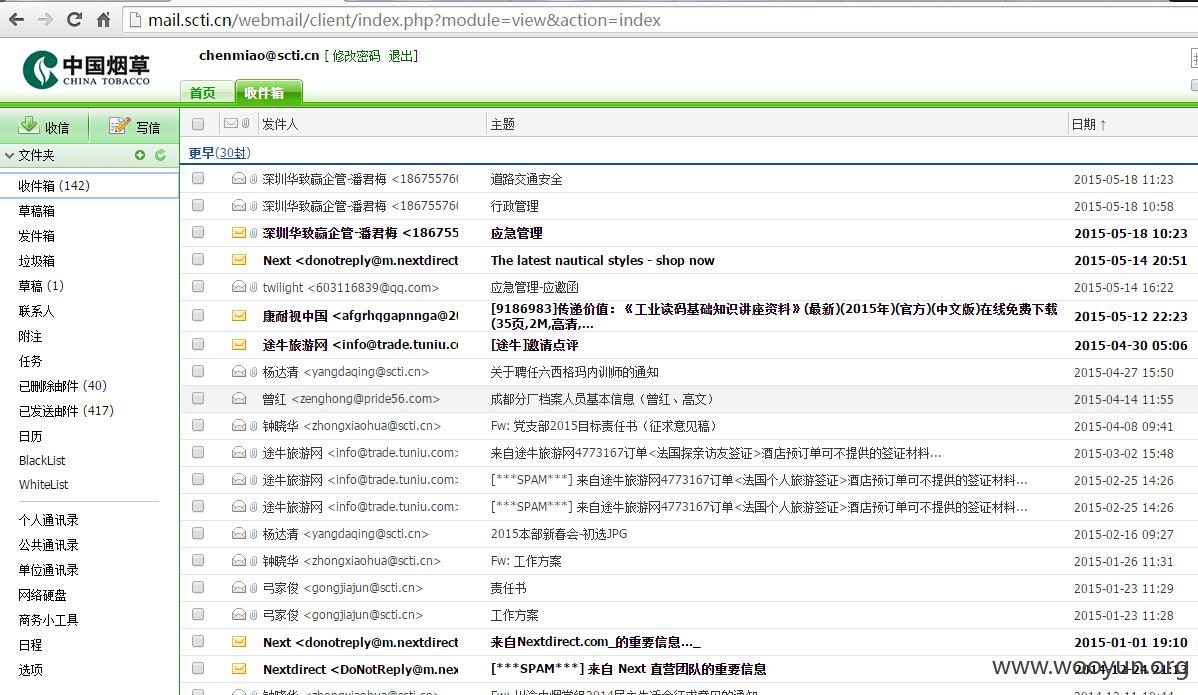 mail.scti.cn/webmail/client/index.php?module=view&action=index
中国烟草
CHINA TOBACCO
chenmiao@scti.cn [ 修改密码 退出]
首页 收件箱
收信 写信
发件人 主题 日期 ↑
文件夹
更早(30封)
收件箱 (142)
草稿箱
发件箱
垃圾箱
草稿 (1)
联系人
附注
任务
已删除邮件 (40)
已发送邮件 (417)
日历
BlackList
WhiteList
个人通讯录
公共通讯录
单位通讯录
网络硬盘
商务小工具
日程
选项
深圳华致赢企管-潘君梅 <18675576 道路交通安全 2015-05-18 11:23
深圳华致赢企管-潘君梅 <18675576 行政管理 2015-05-18 10:58
深圳华致赢企管-潘君梅 <186755 应急管理 2015-05-18 10:23
Next <donotreply@m.nextdirect The latest nautical styles - shop now 2015-05-14 20:51
twilight <603116839@qq.com> 应急管理-应邀函 2015-05-14 16:22
康耐视中国 <afgrhqgapnnga@20 [9186983]传递价值：《工业读码基础知识讲座资料》(最新)(2015年)(官方)(中文版)在线免费下载
(35页,2M,高清,... 2015-05-12 22:23
途牛旅游网 <info@trade.tuniu.co [途牛]邀请点评 2015-04-30 05:06
杨达清 <yangdaqing@scti.cn> 关于聘任六西格玛内训师的通知 2015-04-27 15:50
曾红 <zenghong@pride56.com> 成都分厂档案人员基本信息（曾红、高文） 2015-04-14 11:55
钟晓华 <zhongxiaohua@scti.cn> Fw: 党支部2015目标责任书（征求意见稿） 2015-04-08 09:41
途牛旅游网 <info@trade.tuniu.com> 来自途牛旅游网4773167订单<法国探亲访友签证>酒店预订单可不提供的签证材料... 2015-03-02 15:48
途牛旅游网 <info@trade.tuniu.com> [***SPAM***] 来自途牛旅游网4773167订单<法国个人旅游签证>酒店预订单可不提供的签证材料... 2015-02-25 14:26
途牛旅游网 <info@trade.tuniu.com> [***SPAM***] 来自途牛旅游网4773167订单<法国个人旅游签证>酒店预订单可不提供的签证材料... 2015-02-25 14:26
杨达清 <yangdaqing@scti.cn> 2015本部新春会-初选JPG 2015-02-16 09:27
钟晓华 <zhongxiaohua@scti.cn> Fw: 工作方案 2015-01-26 11:31
弓家俊 <gongjiajun@scti.cn> 责任书 2015-01-23 11:29
弓家俊 <gongjiajun@scti.cn> 工作方案 2015-01-23 11:28
Next <donotreply@m.nextdirect 来自Nextdirect.com_的重要信息..._ 2015-01-01 19:10
Nextdirect <DoNotReply@m.nex [***SPAM***] 来自 Next 直营团队的重要信息 2014-12-24 21:13
www.wooyun.org